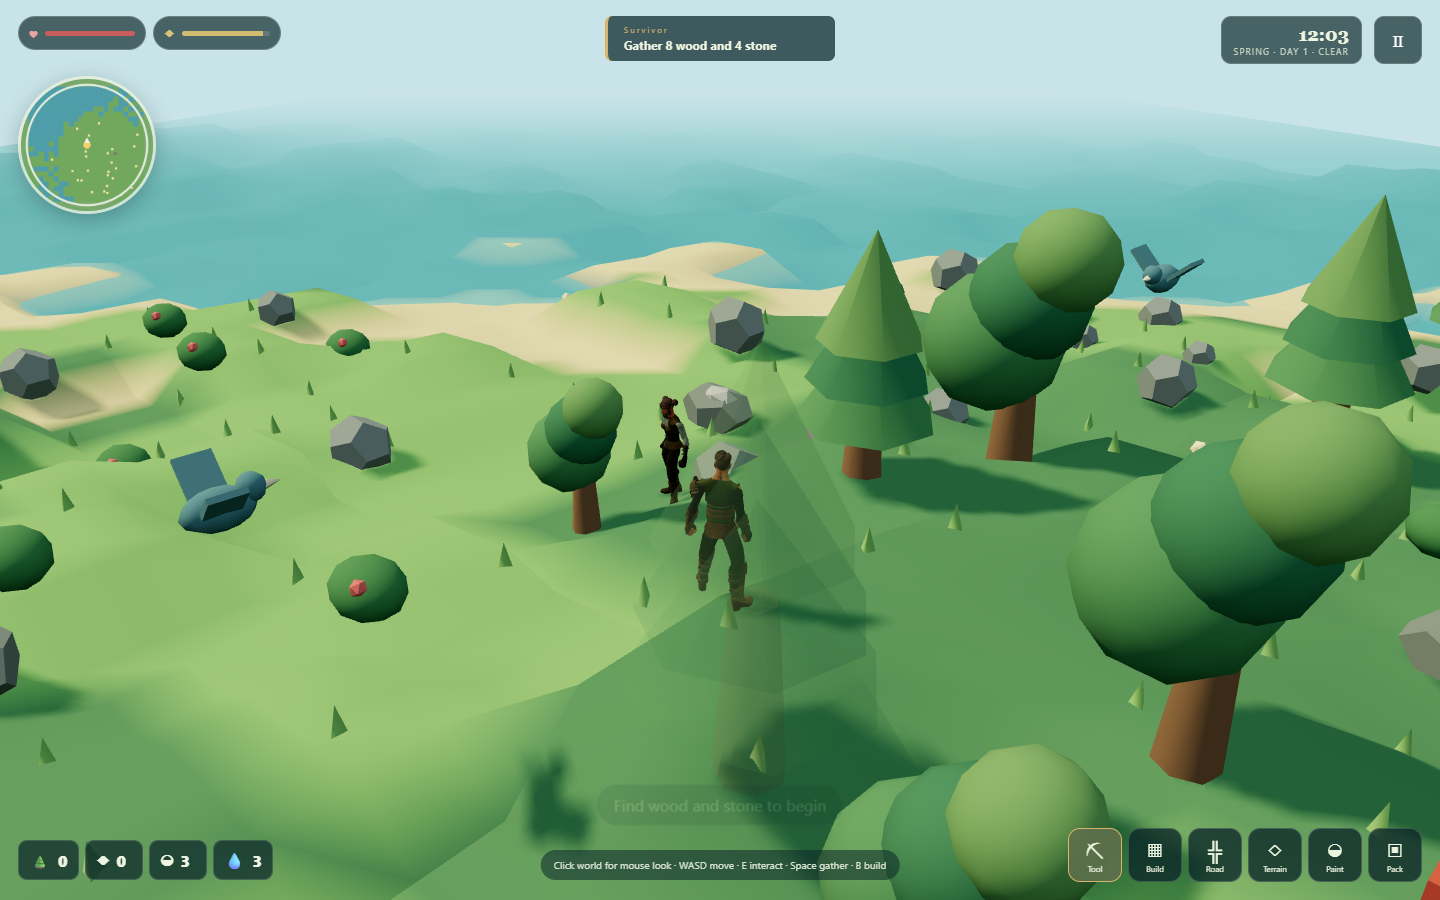 Survivor
Gather 8 wood and 4 stone
12:03
SPRING · DAY 1 · CLEAR
II
Find wood and stone to begin
0
0
3
3
Click world for mouse look · WASD move · E interact · Space gather · B build
Tool
Build
Road
Terrain
Paint
Pack